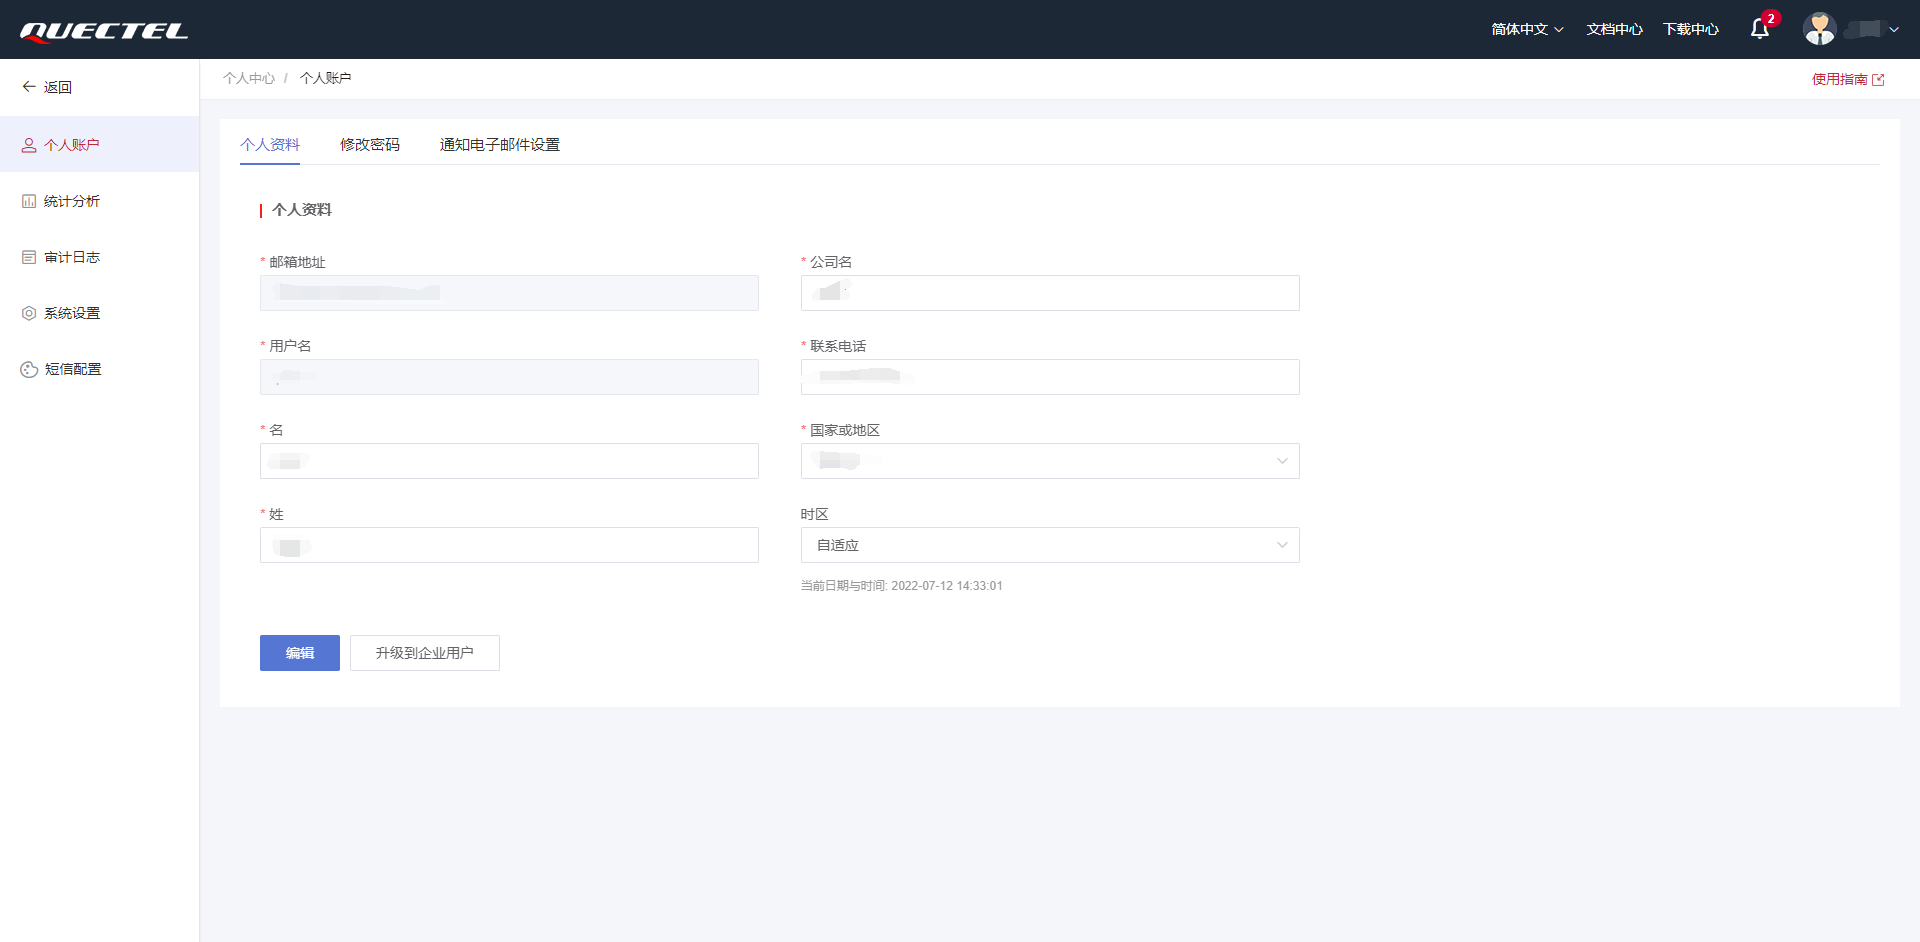 QUECTEL
简体中文
文档中心
下载中心
2
返回
个人中心 / 个人账户
使用指南
个人账户
统计分析
审计日志
系统设置
短信配置
个人资料
修改密码
通知电子邮件设置
个人资料
* 邮箱地址
* 公司名
* 用户名
* 联系电话
* 名
* 国家或地区
* 姓
时区
自适应
当前日期与时间: 2022-07-12 14:33:01
编辑
升级到企业用户